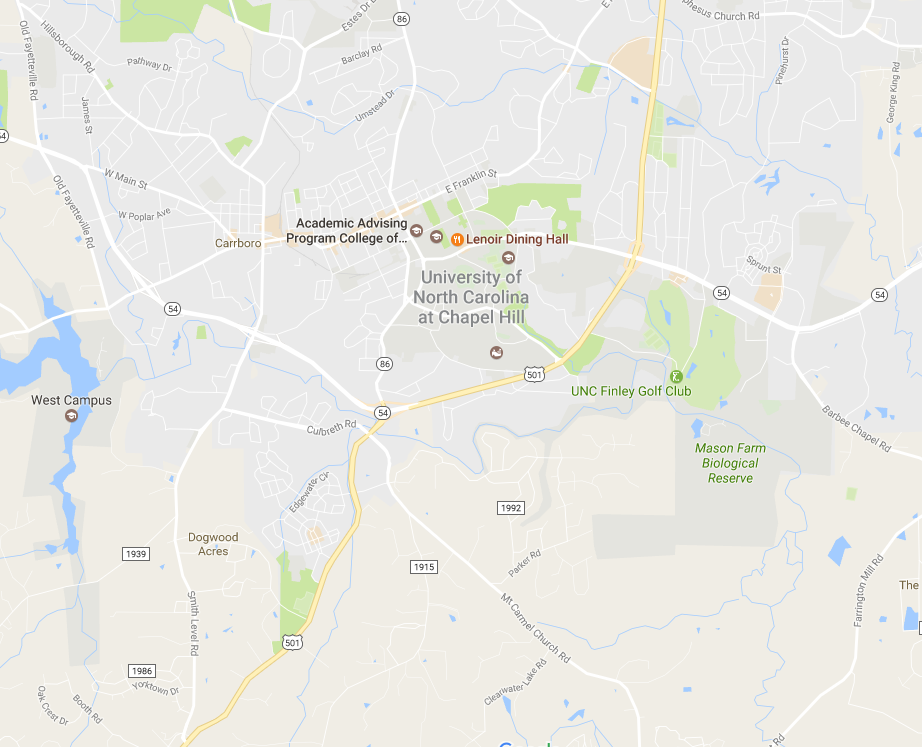 Old Fayetteville Rd
Hillsborough Rd
Estes Dr
86
Ephesus Church Rd
Pathway Dr
Barclay Rd
Pinehurst Dr
George King Rd
James St
Umstead Dr
54
W Main St
E Franklin St
Old Fayetteville Rd
W Poplar Ave
Academic Advising
Program College of...
Lenoir Dining Hall
Carrboro
Sprunt St
University of
North Carolina
at Chapel Hill
54
54
54
86
501
UNC Finley Golf Club
West Campus
54
Barbee Chapel Rd
Culbreth Rd
Mason Farm
Biological
Reserve
Edgewater Cir
1992
Dogwood
Acres
1939
1915
Parker Rd
Farrington Mill Rd
The
Smith Level Rd
Mt Carmel Church Rd
501
1986
Yorktown Dr
Clearwater Lake Rd
Oak Crest Dr
Booth Rd
Rd